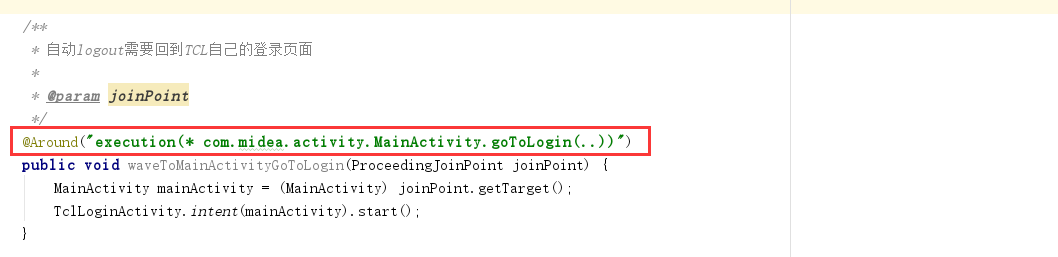 /**
* 自动logout需要回到TCL自己的登录页面
*
* @param joinPoint
*/
@Around("execution(* com.midea.activity.MainActivity.goToLogin(..))")
public void waveToMainActivityGoToLogin(ProceedingJoinPoint joinPoint) {
MainActivity mainActivity = (MainActivity) joinPoint.getTarget();
TclLoginActivity.intent(mainActivity).start();
}